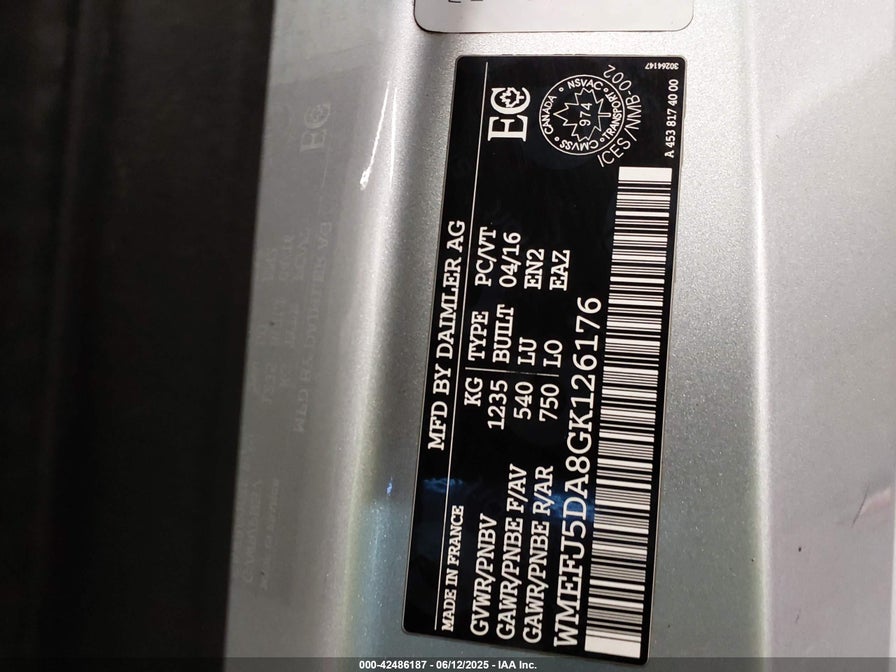 MADE IN FRANCE MFD BY DAIMLER AG EC
GVWR/PNBV KG 1235 TYPE PC/VT
GAWR/PNBE F/AV 540 BUILT 04/16
GAWR/PNBE R/AR 750 LU EN2
LO EAZ
WMEFJ5DA8GK126176
CANADA NSVAC TRANSPORT CMVSS
974
ICES/NMB-002
A 453 817 40 00
30264147
000-42486187 - 06/12/2025 - IAA Inc.